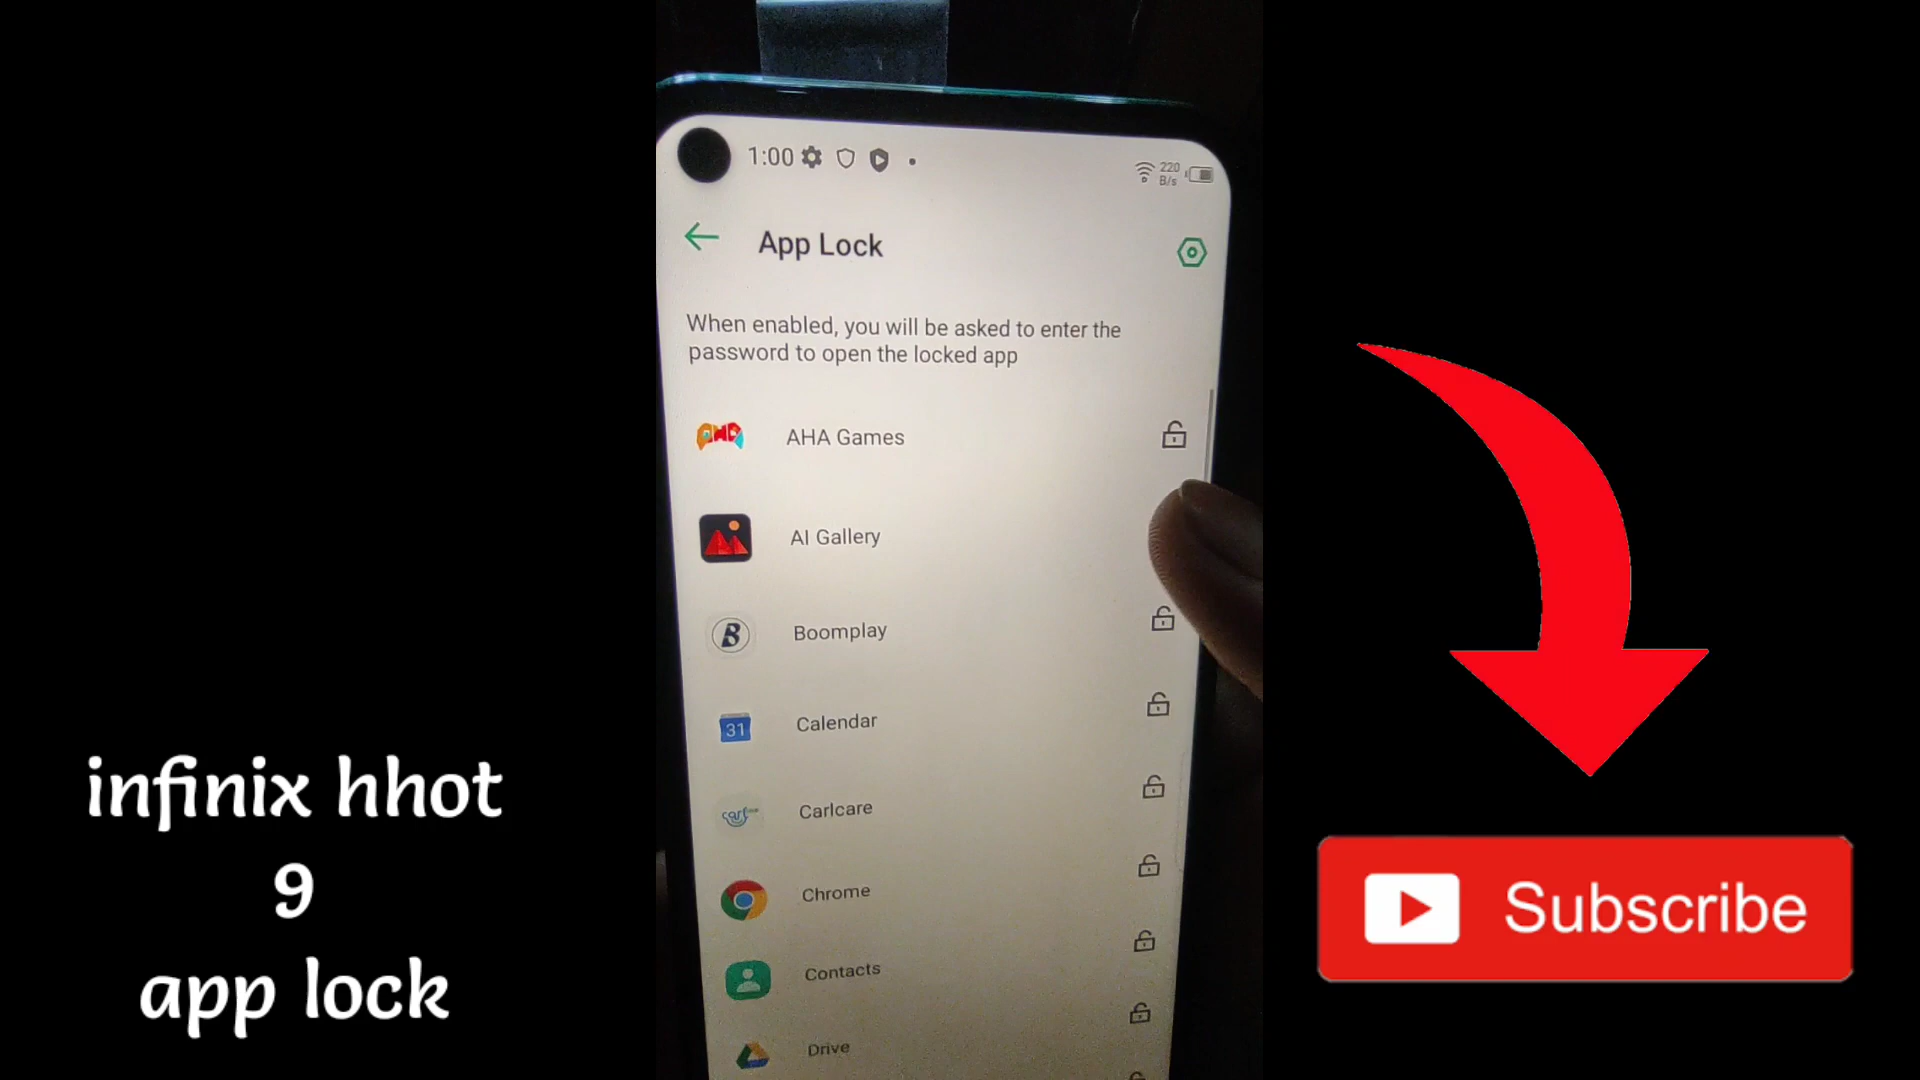 1:00
220
B/s
App Lock
When enabled, you will be asked to enter the
password to open the locked app
AHA Games
AI Gallery
B Boomplay
31 Calendar
Carlcare
Chrome
Contacts
Drive
infinix hhot
9
app lock
Subscribe